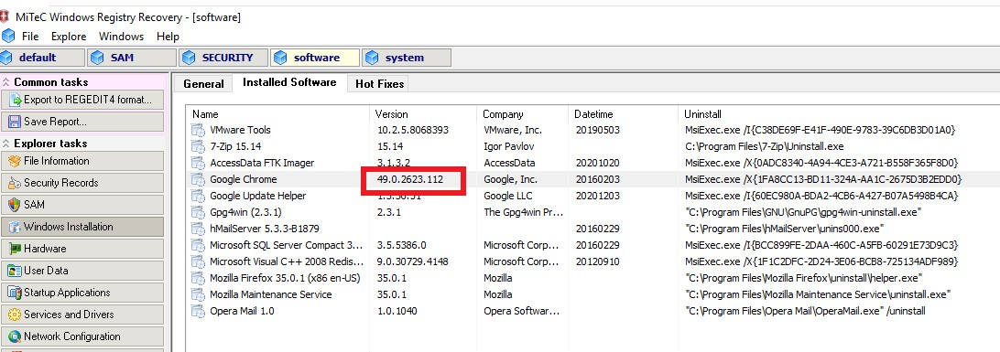 MiTeC Windows Registry Recovery - [software]
File Explore Windows Help
default SAM SECURITY software system
Common tasks
Export to REGEDIT4 format...
Save Report...
Explorer tasks
File Information
Security Records
SAM
Windows Installation
Hardware
User Data
Startup Applications
Services and Drivers
Network Configuration
General Installed Software Hot Fixes
Name Version Company Datetime Uninstall
VMware Tools 10.2.5.8068393 VMware, Inc. 20190503 MsiExec.exe /I{C38DE69F-E41F-490E-9783-39C6DB3D01A0}
7-Zip 15.14 15.14 Igor Pavlov C:\Program Files\7-Zip\Uninstall.exe
AccessData FTK Imager 3.1.3.2 AccessData 20201020 MsiExec.exe /X{0ADC8340-4A94-4CE3-A721-B558F365F8D0}
Google Chrome 49.0.2623.112 Google, Inc. 20160203 MsiExec.exe /X{1FA8CC13-BD11-324A-AA1C-2675D3B2EDD0}
Google Update Helper Google LLC 20201203 MsiExec.exe /I{60EC980A-BDA2-4CB6-A427-B07A5498B4CA}
Gpg4win (2.3.1) 2.3.1 The Gpg4win Pr... "C:\Program Files\GNU\GnuPG\gpg4win-uninstall.exe"
hMailServer 5.3.3-B1879 20160229 "C:\Program Files\hMailServer\unins000.exe"
Microsoft SQL Server Compact 3... 3.5.5386.0 Microsoft Corp... 20160229 MsiExec.exe /I{BCC899FE-2DAA-460C-A5FB-60291E73D9C3}
Microsoft Visual C++ 2008 Redis... 9.0.30729.4148 Microsoft Corp... 20120910 MsiExec.exe /X{1F1C2DFC-2D24-3E06-BCB8-725134ADF989}
Mozilla Firefox 35.0.1 (x86 en-US) 35.0.1 Mozilla "C:\Program Files\Mozilla Firefox\uninstall\helper.exe"
Mozilla Maintenance Service 35.0.1 Mozilla "C:\Program Files\Mozilla Maintenance Service\uninstall.exe"
Opera Mail 1.0 1.0.1040 Opera Softwar... "C:\Program Files\Opera Mail\OperaMail.exe" /uninstall